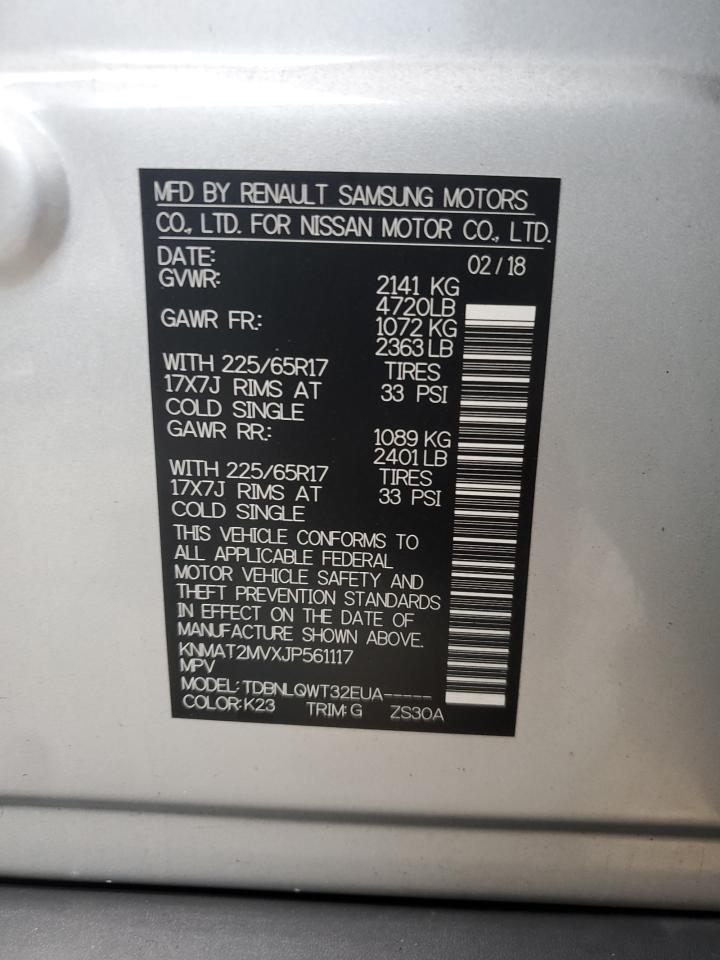 MFD BY RENAULT SAMSUNG MOTORS
CO., LTD. FOR NISSAN MOTOR CO., LTD.
DATE: 02/18
GVWR: 2141 KG
4720LB
GAWR FR: 1072 KG
2363 LB
WITH 225/65R17 TIRES
17X7J RIMS AT 33 PSI
COLD SINGLE
GAWR RR: 1089 KG
2401 LB
WITH 225/65R17 TIRES
17X7J RIMS AT 33 PSI
COLD SINGLE
THIS VEHICLE CONFORMS TO
ALL APPLICABLE FEDERAL
MOTOR VEHICLE SAFETY AND
THEFT PREVENTION STANDARDS
IN EFFECT ON THE DATE OF
MANUFACTURE SHOWN ABOVE.
KNMAT2MVXJP561117
MPV
MODEL: TDBNLQWT32EUA-----
COLOR: K23 TRIM: G ZS30A